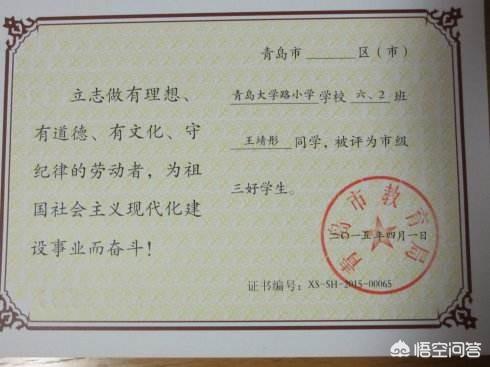 立志做有理想、
有道德、有文化、守
纪律的劳动者，为祖
国社会主义现代化建
设事业而奋斗！
青岛市______区（市）
青岛大学路小学 学校 六、2 班
王靖彤 同学，被评为市级
三好学生。
青岛市教育局
二〇一五年四月一日
证书编号：XS-SH-2015-00065
悟空问答